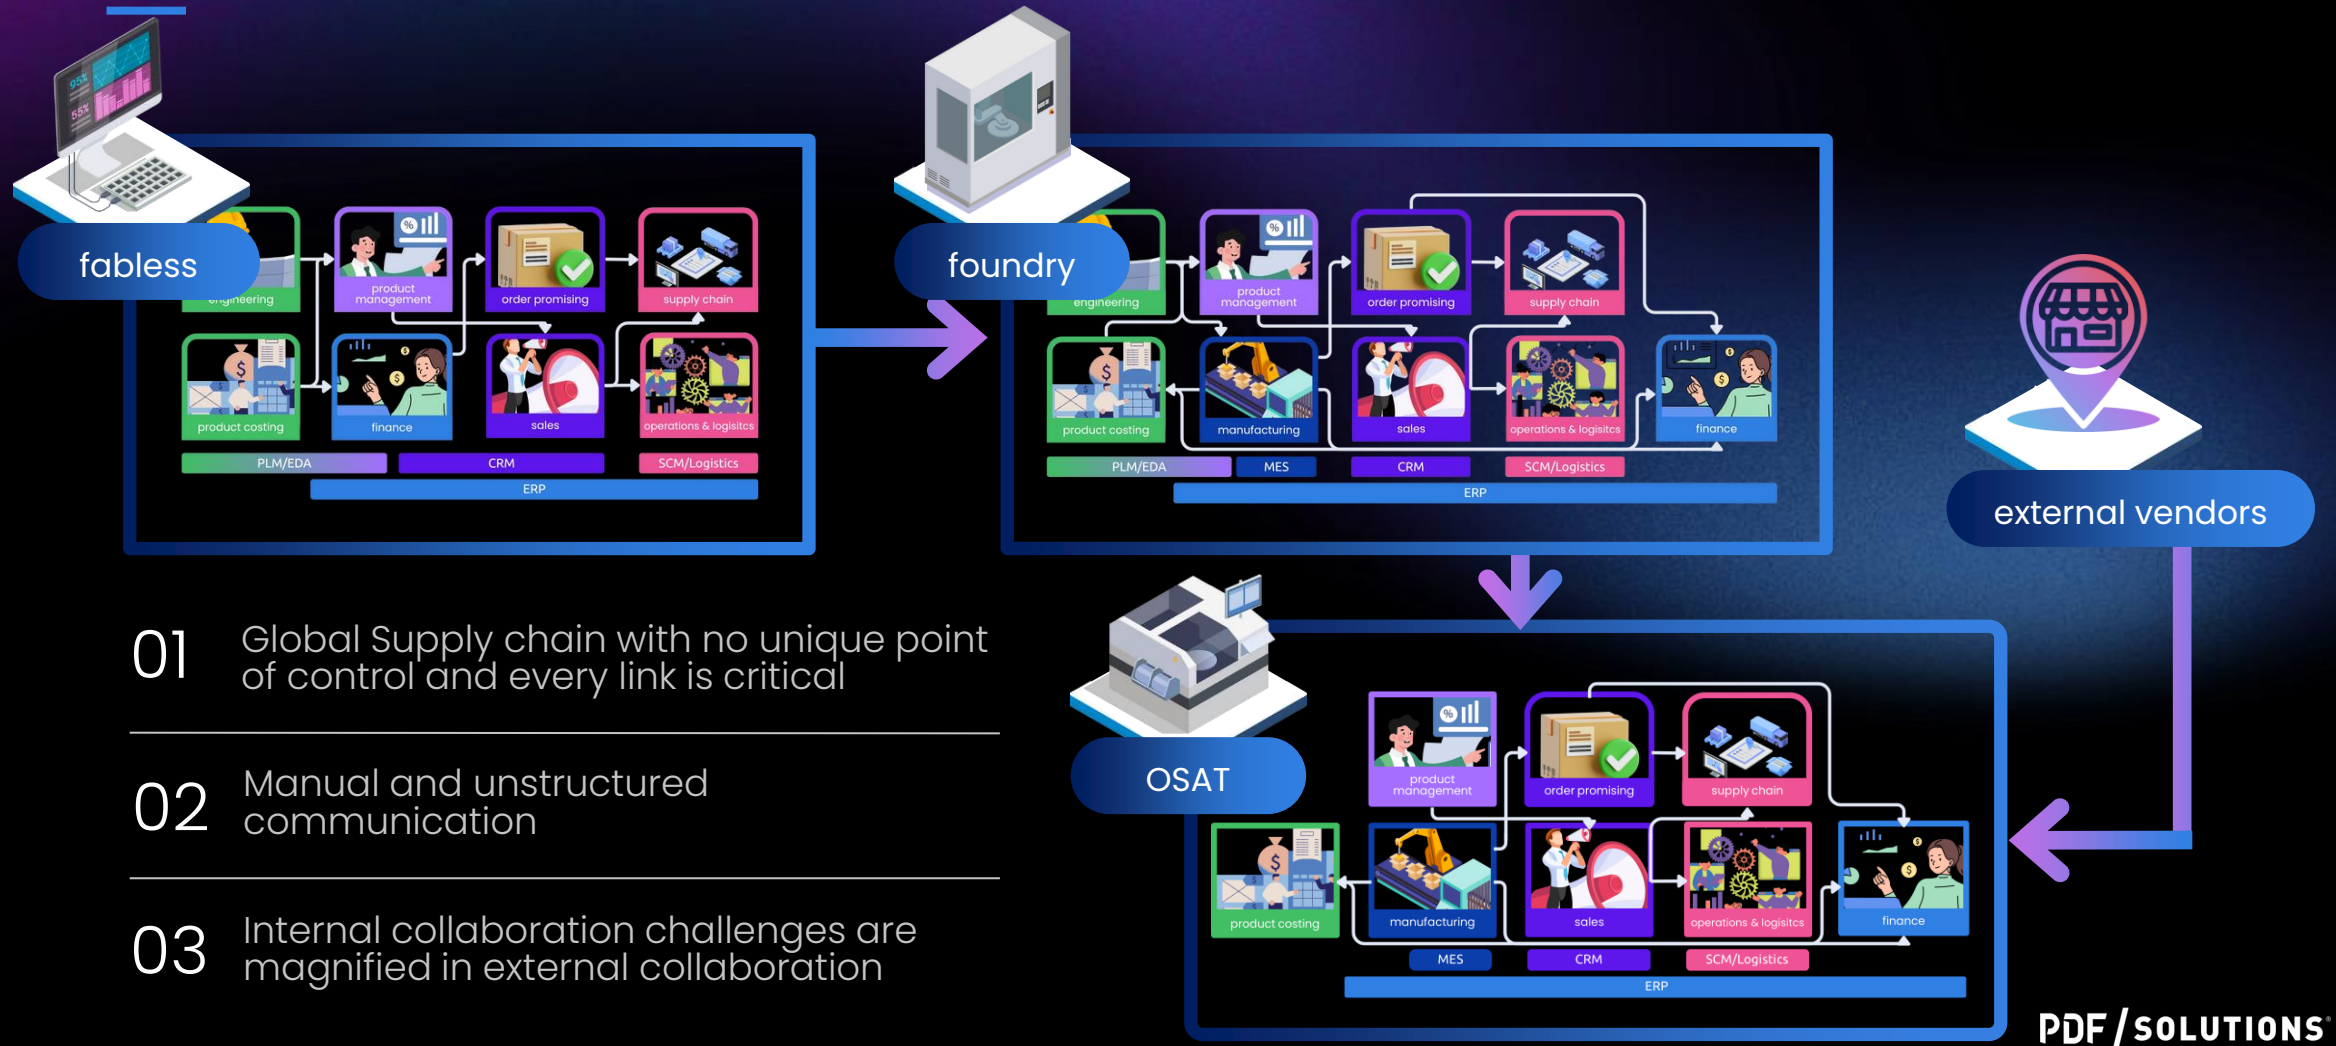 95%
55%
fabless
engineering
product
management
order promising
supply chain
product costing
finance
sales
operations & logisitcs
PLM/EDA
CRM
SCM/Logistics
ERP
foundry
engineering
product
management
order promising
supply chain
product costing
manufacturing
sales
operations & logisitcs
finance
PLM/EDA
MES
CRM
SCM/Logistics
ERP
external vendors
01
Global Supply chain with no unique point
of control and every link is critical
02
Manual and unstructured
communication
03
Internal collaboration challenges are
magnified in external collaboration
OSAT
product
management
order promising
supply chain
product costing
manufacturing
sales
operations & logisitcs
finance
MES
CRM
SCM/Logistics
ERP
PDF/SOLUTIONS®